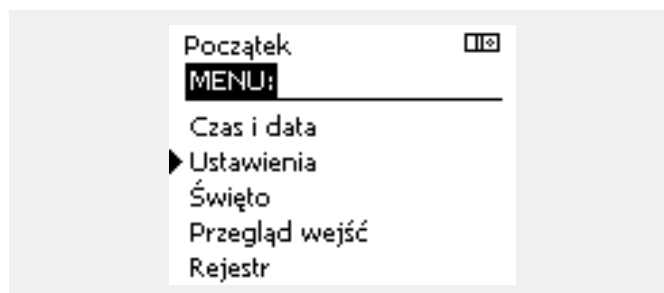 Początek
MENU:
Czas i data
Ustawienia
Święto
Przegląd wejść
Rejestr